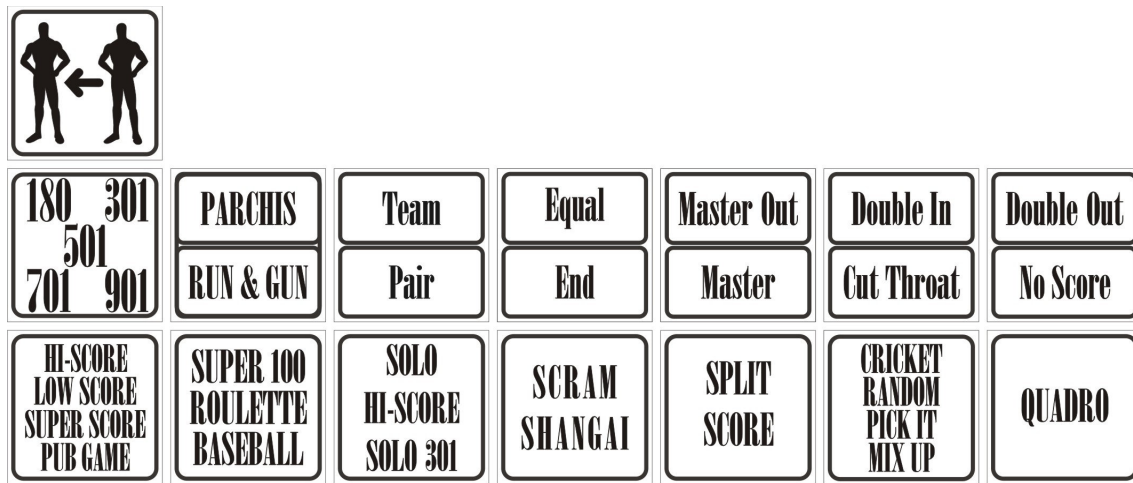 180 301
501
701 901
PARCHIS
RUN & GUN
Team
Pair
Equal
End
Master Out
Master
Double In
Cut Throat
Double Out
No Score
HI-SCORE
LOW SCORE
SUPER SCORE
PUB GAME
SUPER 100
ROULETTE
BASEBALL
SOLO
HI-SCORE
SOLO 301
SCRAM
SHANGAI
SPLIT
SCORE
CRICKET
RANDOM
PICK IT
MIX UP
QUADRO